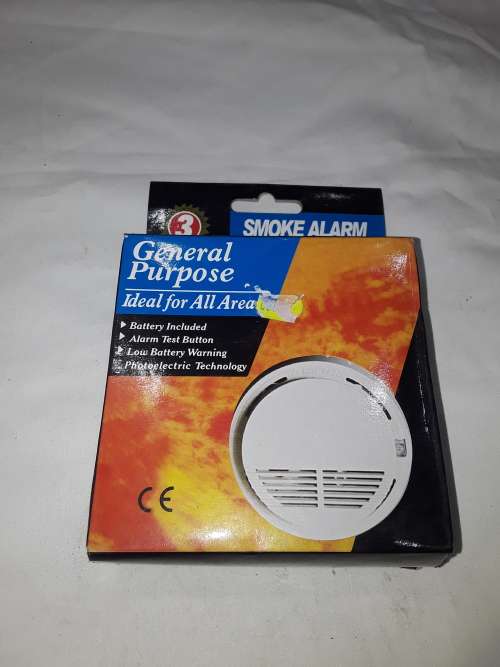 3
SMOKE ALARM
General
Purpose
Ideal for All Area
Battery Included
Alarm Test Button
Low Battery Warning
Photoelectric Technology
CE